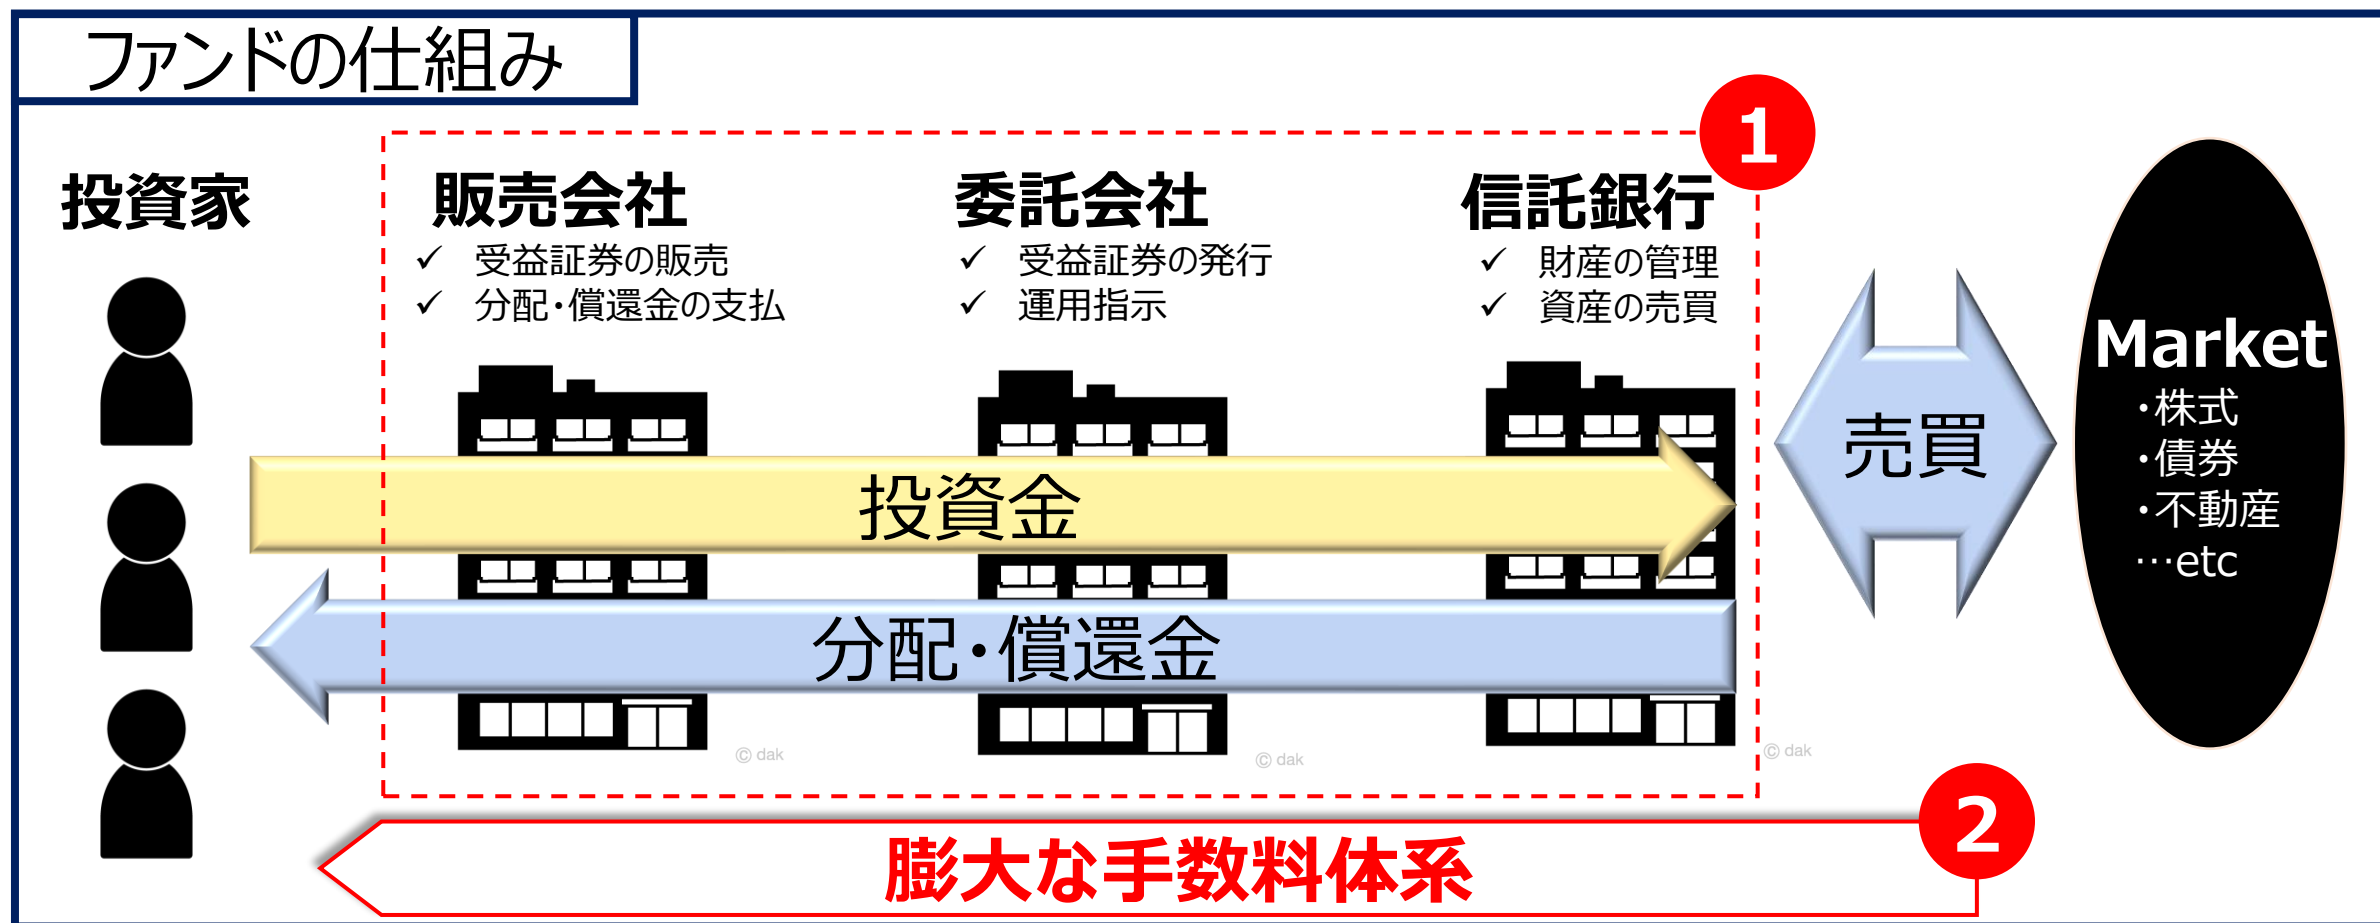 ファンドの仕組み
1
投資家
販売会社
✓ 受益証券の販売
✓ 分配・償還金の支払
委託会社
✓ 受益証券の発行
✓ 運用指示
信託銀行
✓ 財産の管理
✓ 資産の売買
投資金
分配・償還金
売買
Market
・株式
・債券
・不動産
…etc
© dak
© dak
© dak
2
膨大な手数料体系